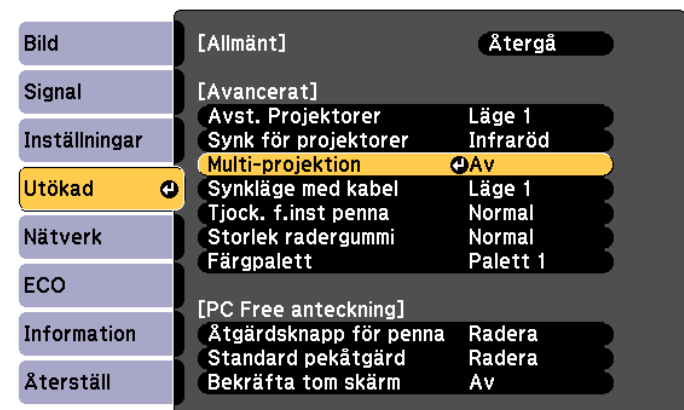 Bild
Signal
Inställningar
Utökad
Nätverk
ECO
Information
Återställ
[Allmänt] Återgå
[Avancerat]
Avst. Projektorer Läge 1
Synk för projektorer Infraröd
Multi-projektion Av
Synkläge med kabel Läge 1
Tjock. f.inst penna Normal
Storlek radergummi Normal
Färgpalett Palett 1
[PC Free anteckning]
Åtgärdsknapp för penna Radera
Standard pekåtgärd Radera
Bekräfta tom skärm Av